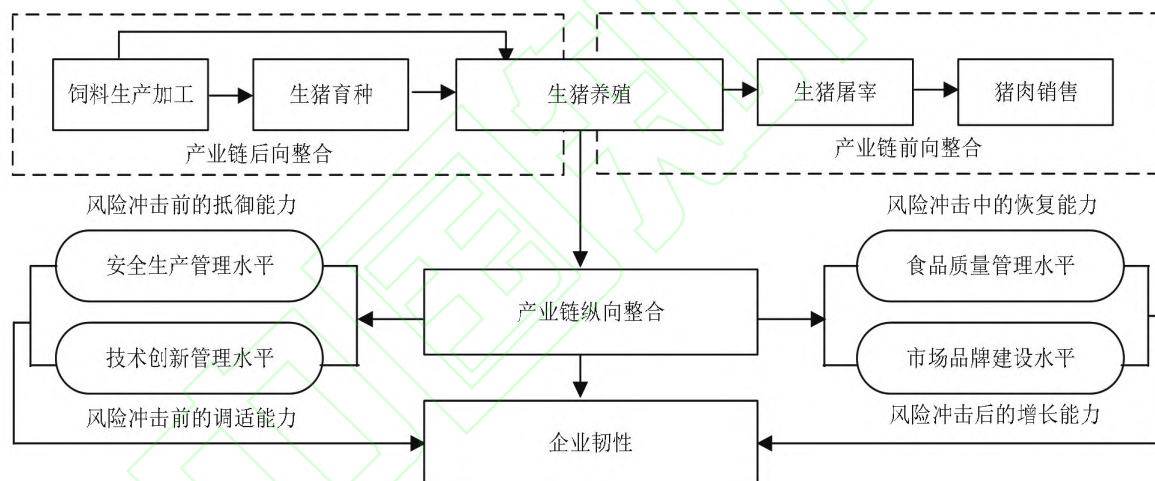 饲料生产加工
生猪育种
生猪养殖
生猪屠宰
猪肉销售
产业链后向整合
产业链前向整合
风险冲击前的抵御能力
风险冲击中的恢复能力
安全生产管理水平
食品质量管理水平
产业链纵向整合
技术创新管理水平
市场品牌建设水平
风险冲击前的调适能力
风险冲击后的增长能力
企业韧性